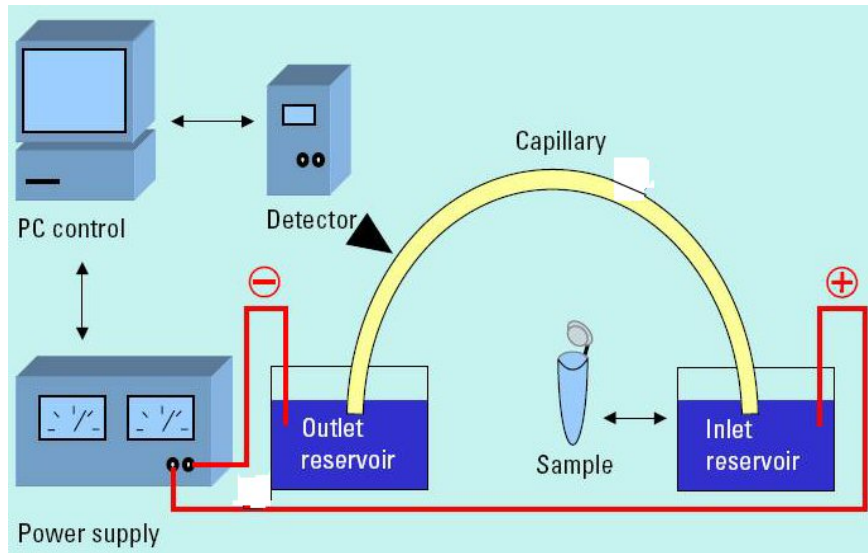 Capillary
PC control
Detector
−
+
Outlet
reservoir
Sample
Inlet
reservoir
Power supply